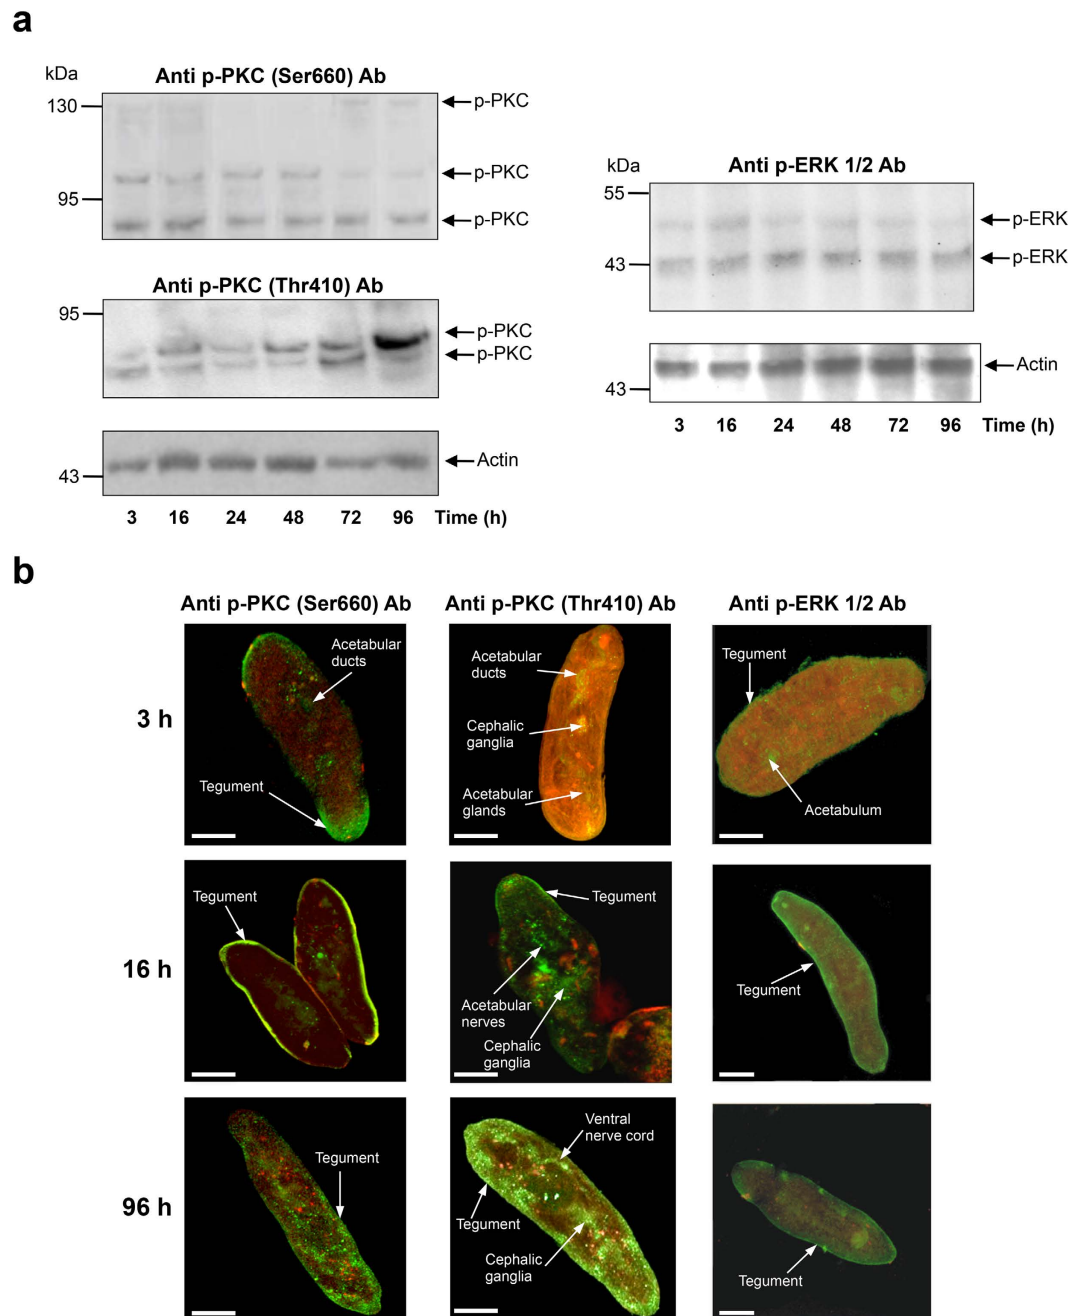 a
kDa
Anti p-PKC (Ser660) Ab
130
p-PKC
p-PKC
95
p-PKC
Anti p-PKC (Thr410) Ab
95
p-PKC
p-PKC
Actin
43
3 16 24 48 72 96 Time (h)
kDa
Anti p-ERK 1/2 Ab
55
p-ERK
p-ERK
43
Actin
43
3 16 24 48 72 96 Time (h)
b
Anti p-PKC (Ser660) Ab
Anti p-PKC (Thr410) Ab
Anti p-ERK 1/2 Ab
3 h
Acetabular
ducts
Tegument
Acetabular
ducts
Cephalic
ganglia
Acetabular
glands
Tegument
Acetabulum
16 h
Tegument
Tegument
Acetabular
nerves
Cephalic
ganglia
Tegument
96 h
Tegument
Ventral
nerve cord
Tegument
Cephalic
ganglia
Tegument